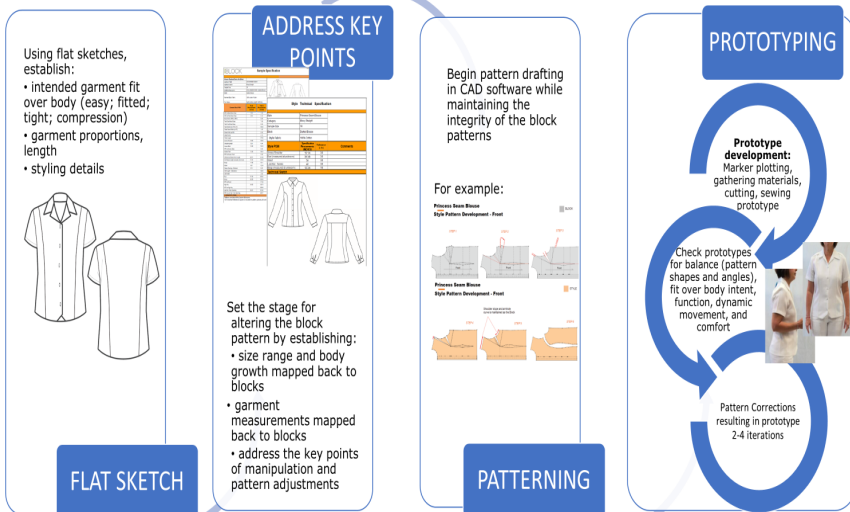 Using flat sketches,
establish:
• intended garment fit
over body (easy; fitted;
tight; compression)
• garment proportions,
length
• styling details
FLAT SKETCH
ADDRESS KEY
POINTS
Set the stage for
altering the block
pattern by establishing:
• size range and body
growth mapped back to
blocks
• garment
measurements mapped
back to blocks
• address the key points
of manipulation and
pattern adjustments
Begin pattern drafting
in CAD software while
maintaining the
integrity of the block
patterns
For example:
Princess Seam Blouse
Style Pattern Development - Front
Princess Seam Blouse
Style Pattern Development - Front
PATTERNING
PROTOTYPING
Prototype
development:
Marker plotting,
gathering materials,
cutting, sewing
prototype
Check prototypes
for balance (pattern
shapes and angles),
fit over body intent,
function, dynamic
movement, and
comfort
Pattern Corrections
resulting in prototype
2-4 iterations